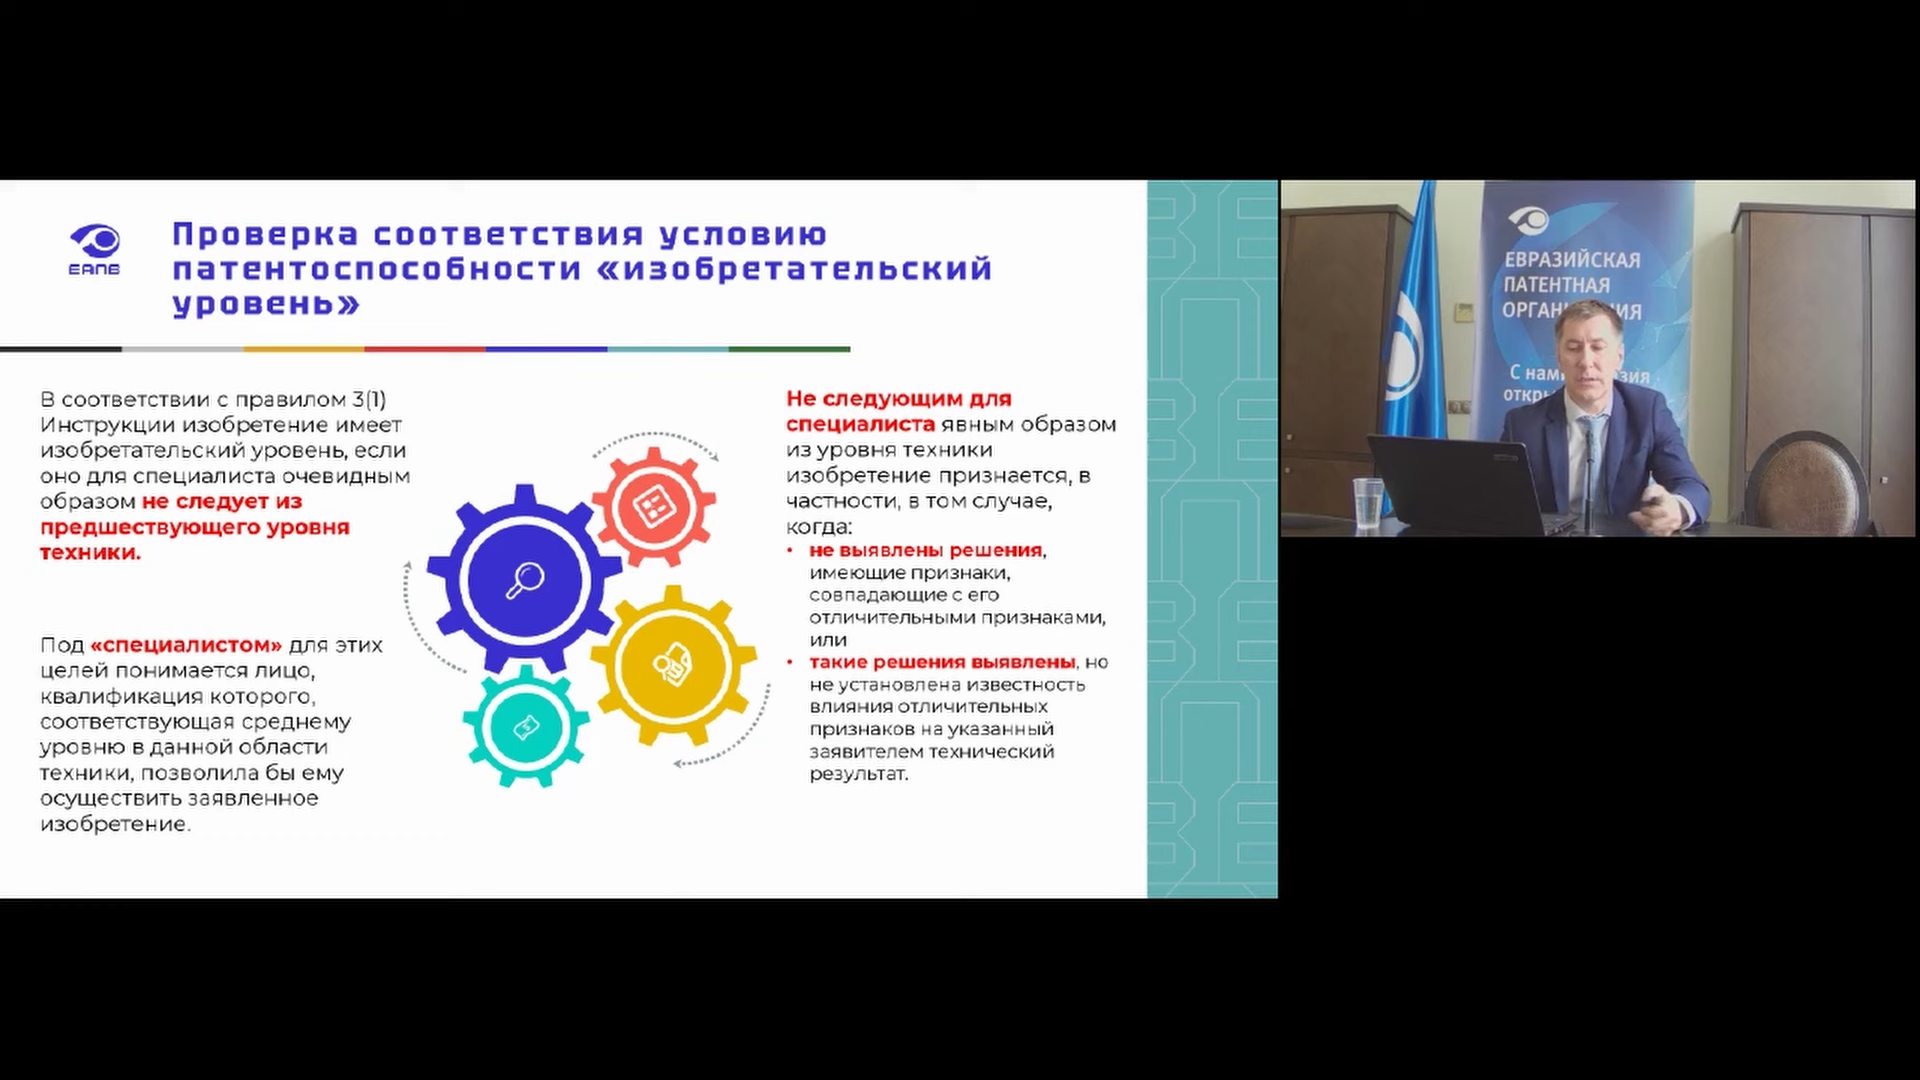 ЕАПВ
Проверка соответствия условию
патентоспособности «изобретательский
уровень»
В соответствии с правилом 3(1)
Инструкции изобретение имеет
изобретательский уровень, если
оно для специалиста очевидным
образом не следует из
предшествующего уровня
техники.
Под «специалистом» для этих
целей понимается лицо,
квалификация которого,
соответствующая среднему
уровню в данной области
техники, позволила бы ему
осуществить заявленное
изобретение.
Не следующим для
специалиста явным образом
из уровня техники
изобретение признается, в
частности, в том случае,
когда:
• не выявлены решения,
имеющие признаки,
совпадающие с его
отличительными признаками,
или
• такие решения выявлены, но
не установлена известность
влияния отличительных
признаков на указанный
заявителем технический
результат.
ЕВРАЗИЙСКАЯ
ПАТЕНТНАЯ
С нами